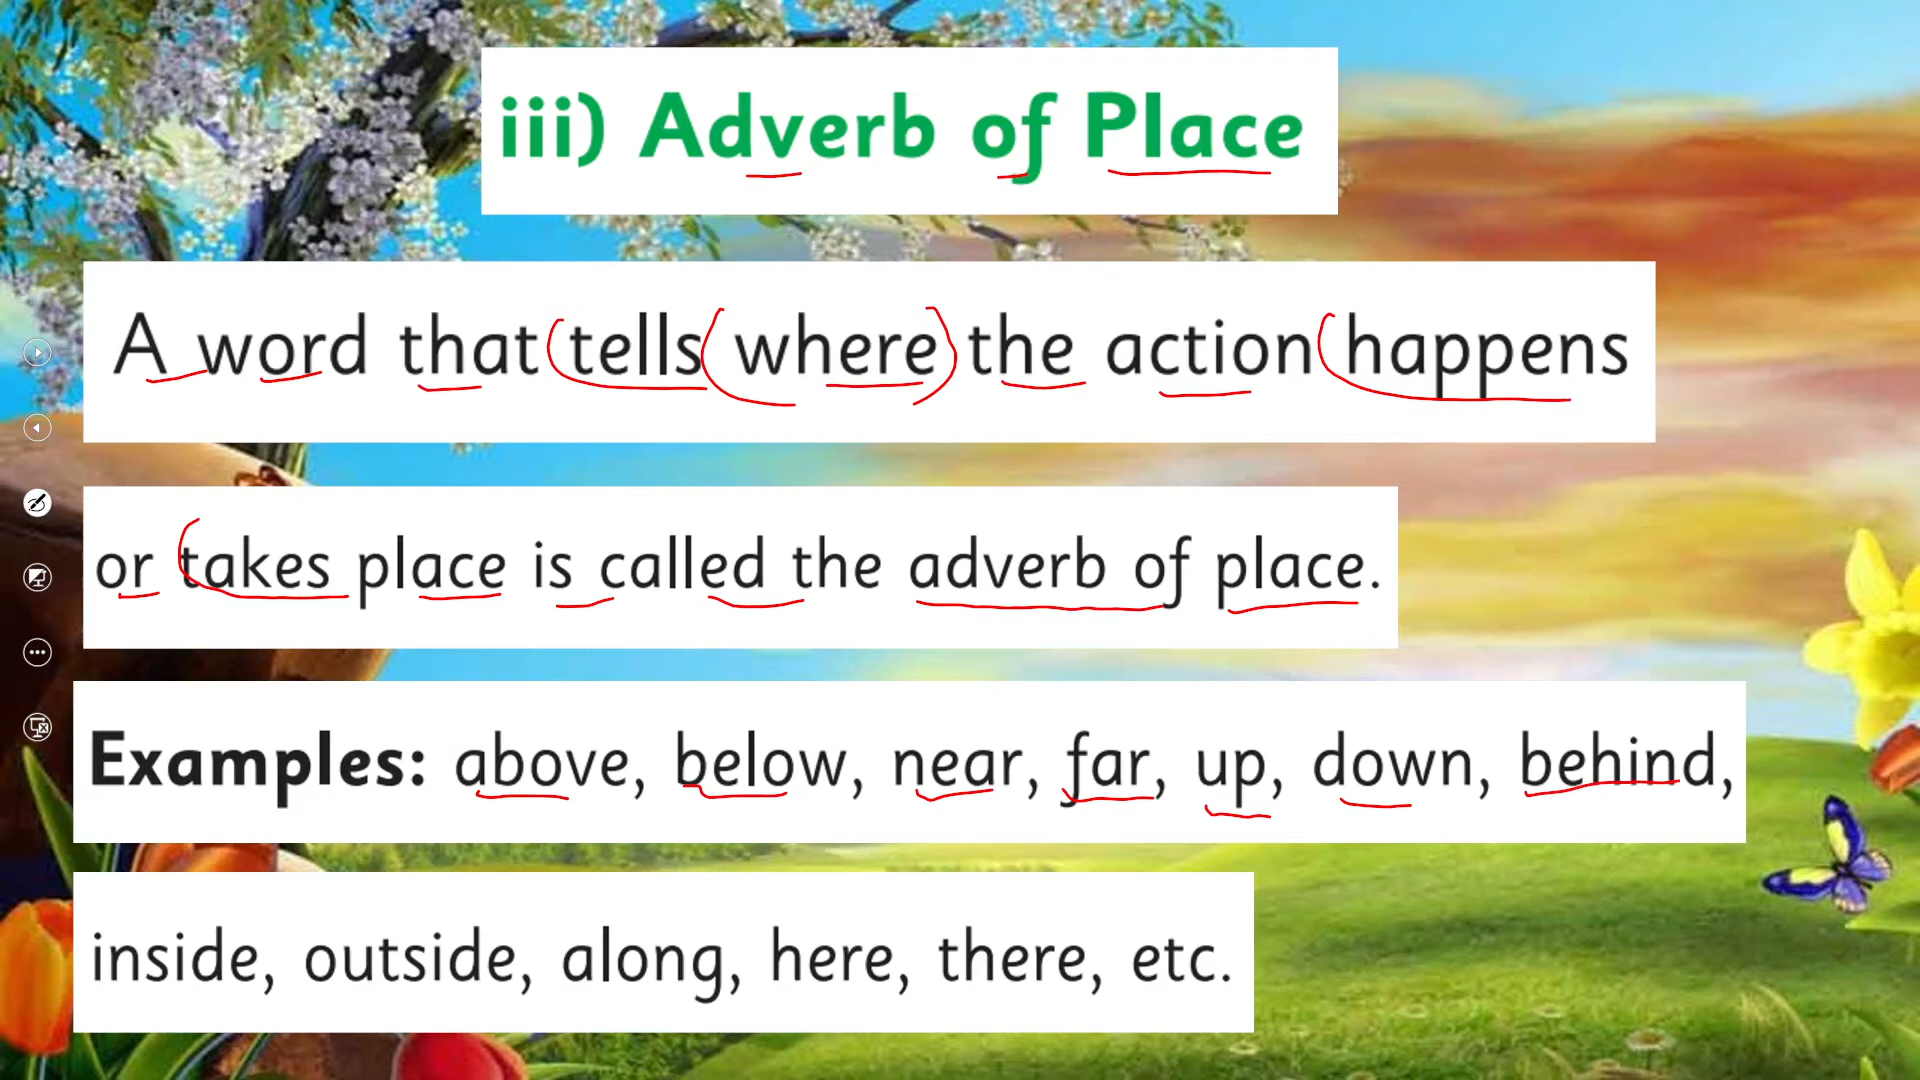 iii) Adverb of Place
A word that tells where the action happens
or takes place is called the adverb of place.
Examples: above, below, near, far, up, down, behind,
inside, outside, along, here, there, etc.